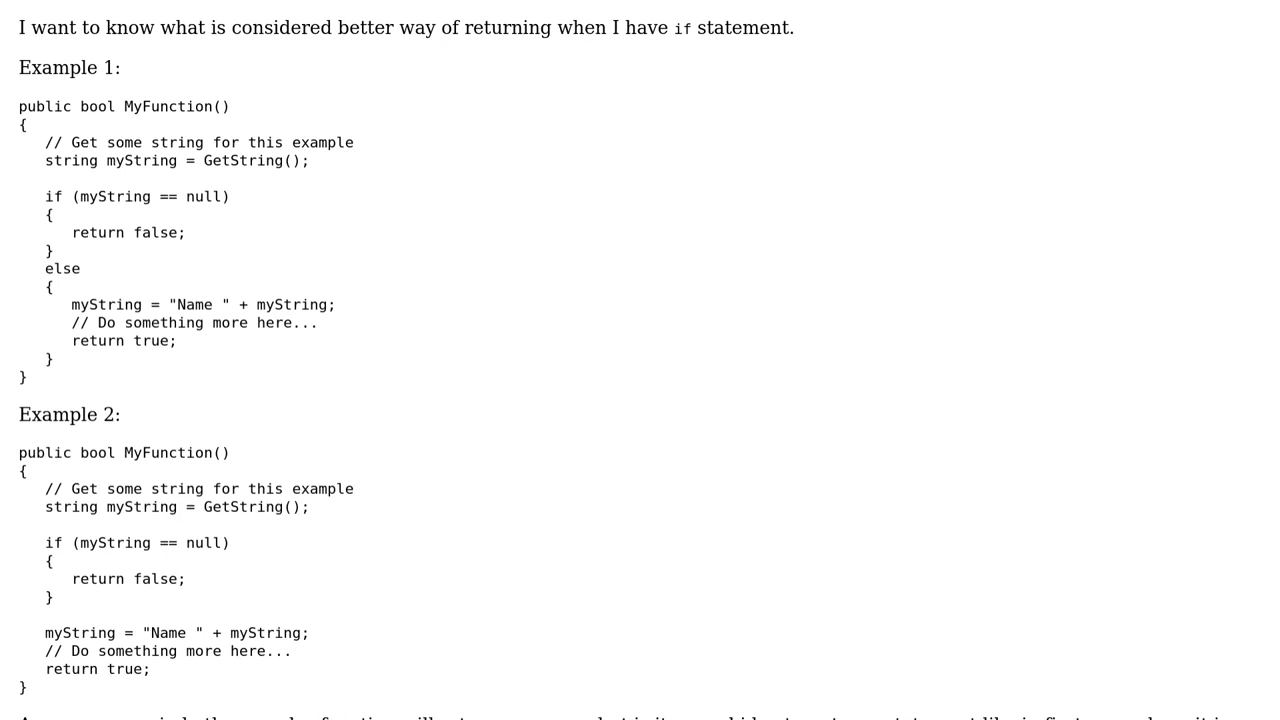 I want to know what is considered better way of returning when I have if statement.
Example 1:
public bool MyFunction()
{
   // Get some string for this example
   string myString = GetString();

   if (myString == null)
   {
      return false;
   }
   else
   {
      myString = "Name " + myString;
      // Do something more here...
      return true;
   }
}
Example 2:
public bool MyFunction()
{
   // Get some string for this example
   string myString = GetString();

   if (myString == null)
   {
      return false;
   }

   myString = "Name " + myString;
   // Do something more here...
   return true;
}